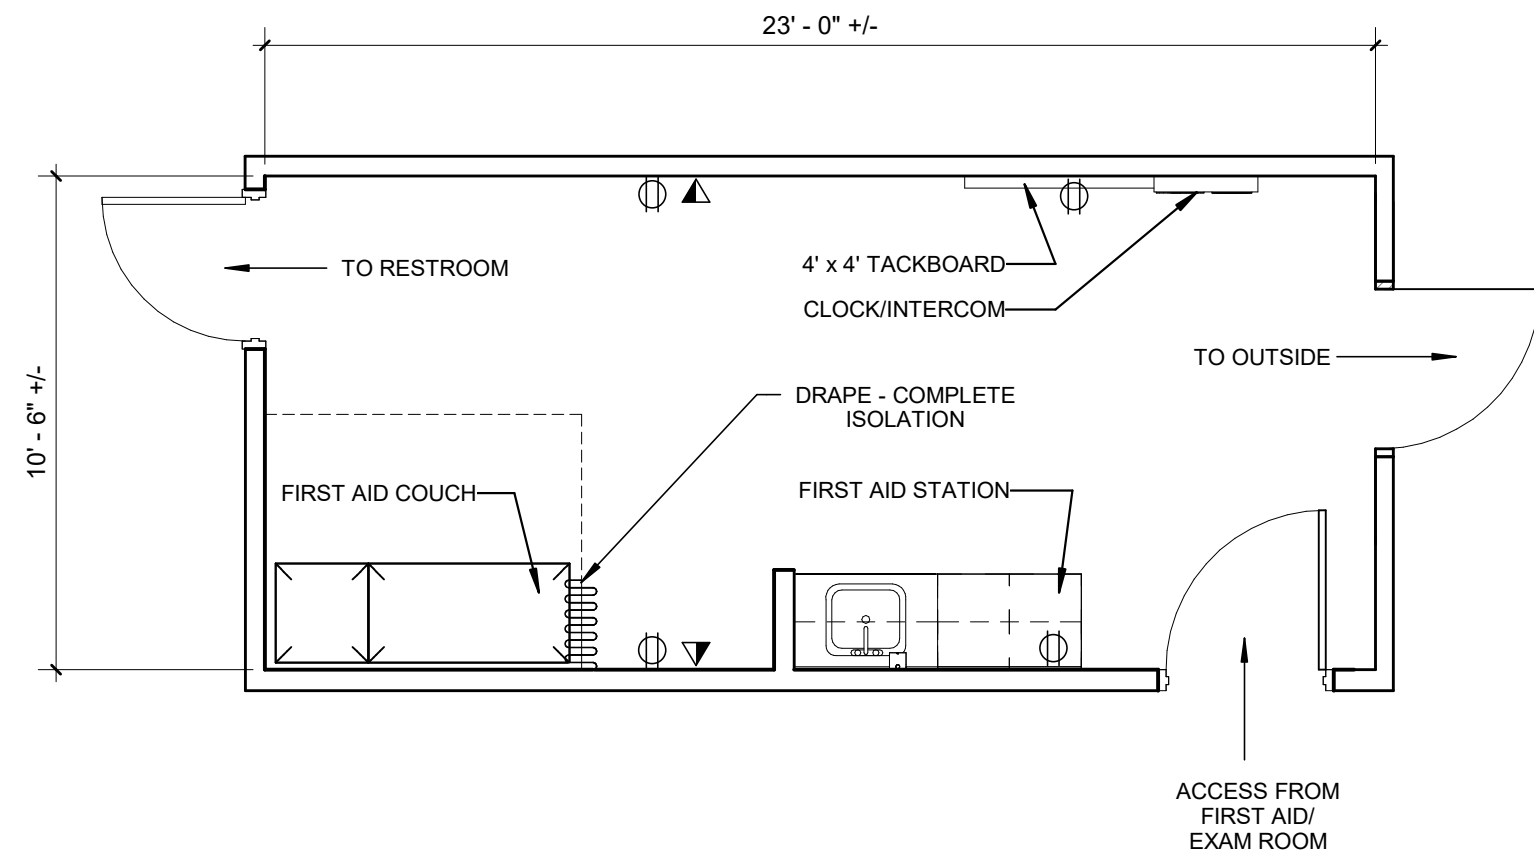 23' - 0" +/-
TO RESTROOM
4' x 4' TACKBOARD
CLOCK/INTERCOM
TO OUTSIDE
10' - 6" +/-
DRAPE - COMPLETE
ISOLATION
FIRST AID COUCH
FIRST AID STATION
ACCESS FROM
FIRST AID/
EXAM ROOM